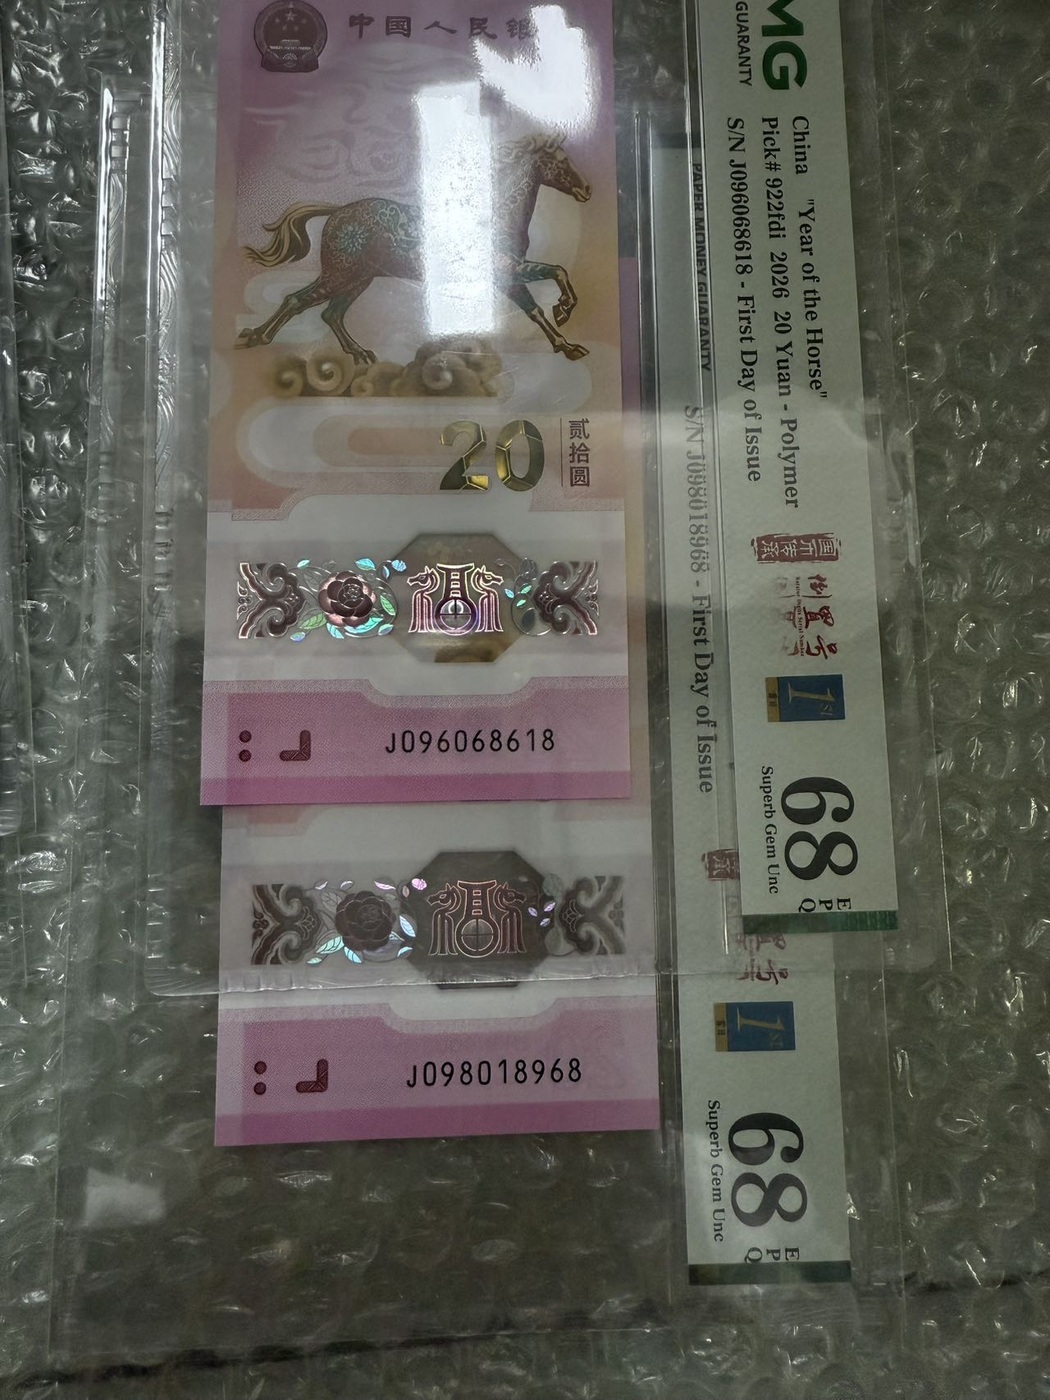 中国人民银
20
贰拾圆
J096068618
J098018968
MG
GUARANTY
China "Year of the Horse"
Pick# 922fdi 2026 20 Yuan - Polymer
S/N J096068618 - First Day of Issue
1ST
68
EPQ
Superb Gem Unc
PAPER MONEY GUARANTY
S/N J098018968 - First Day of Issue
1ST
68
EPQ
Superb Gem Unc